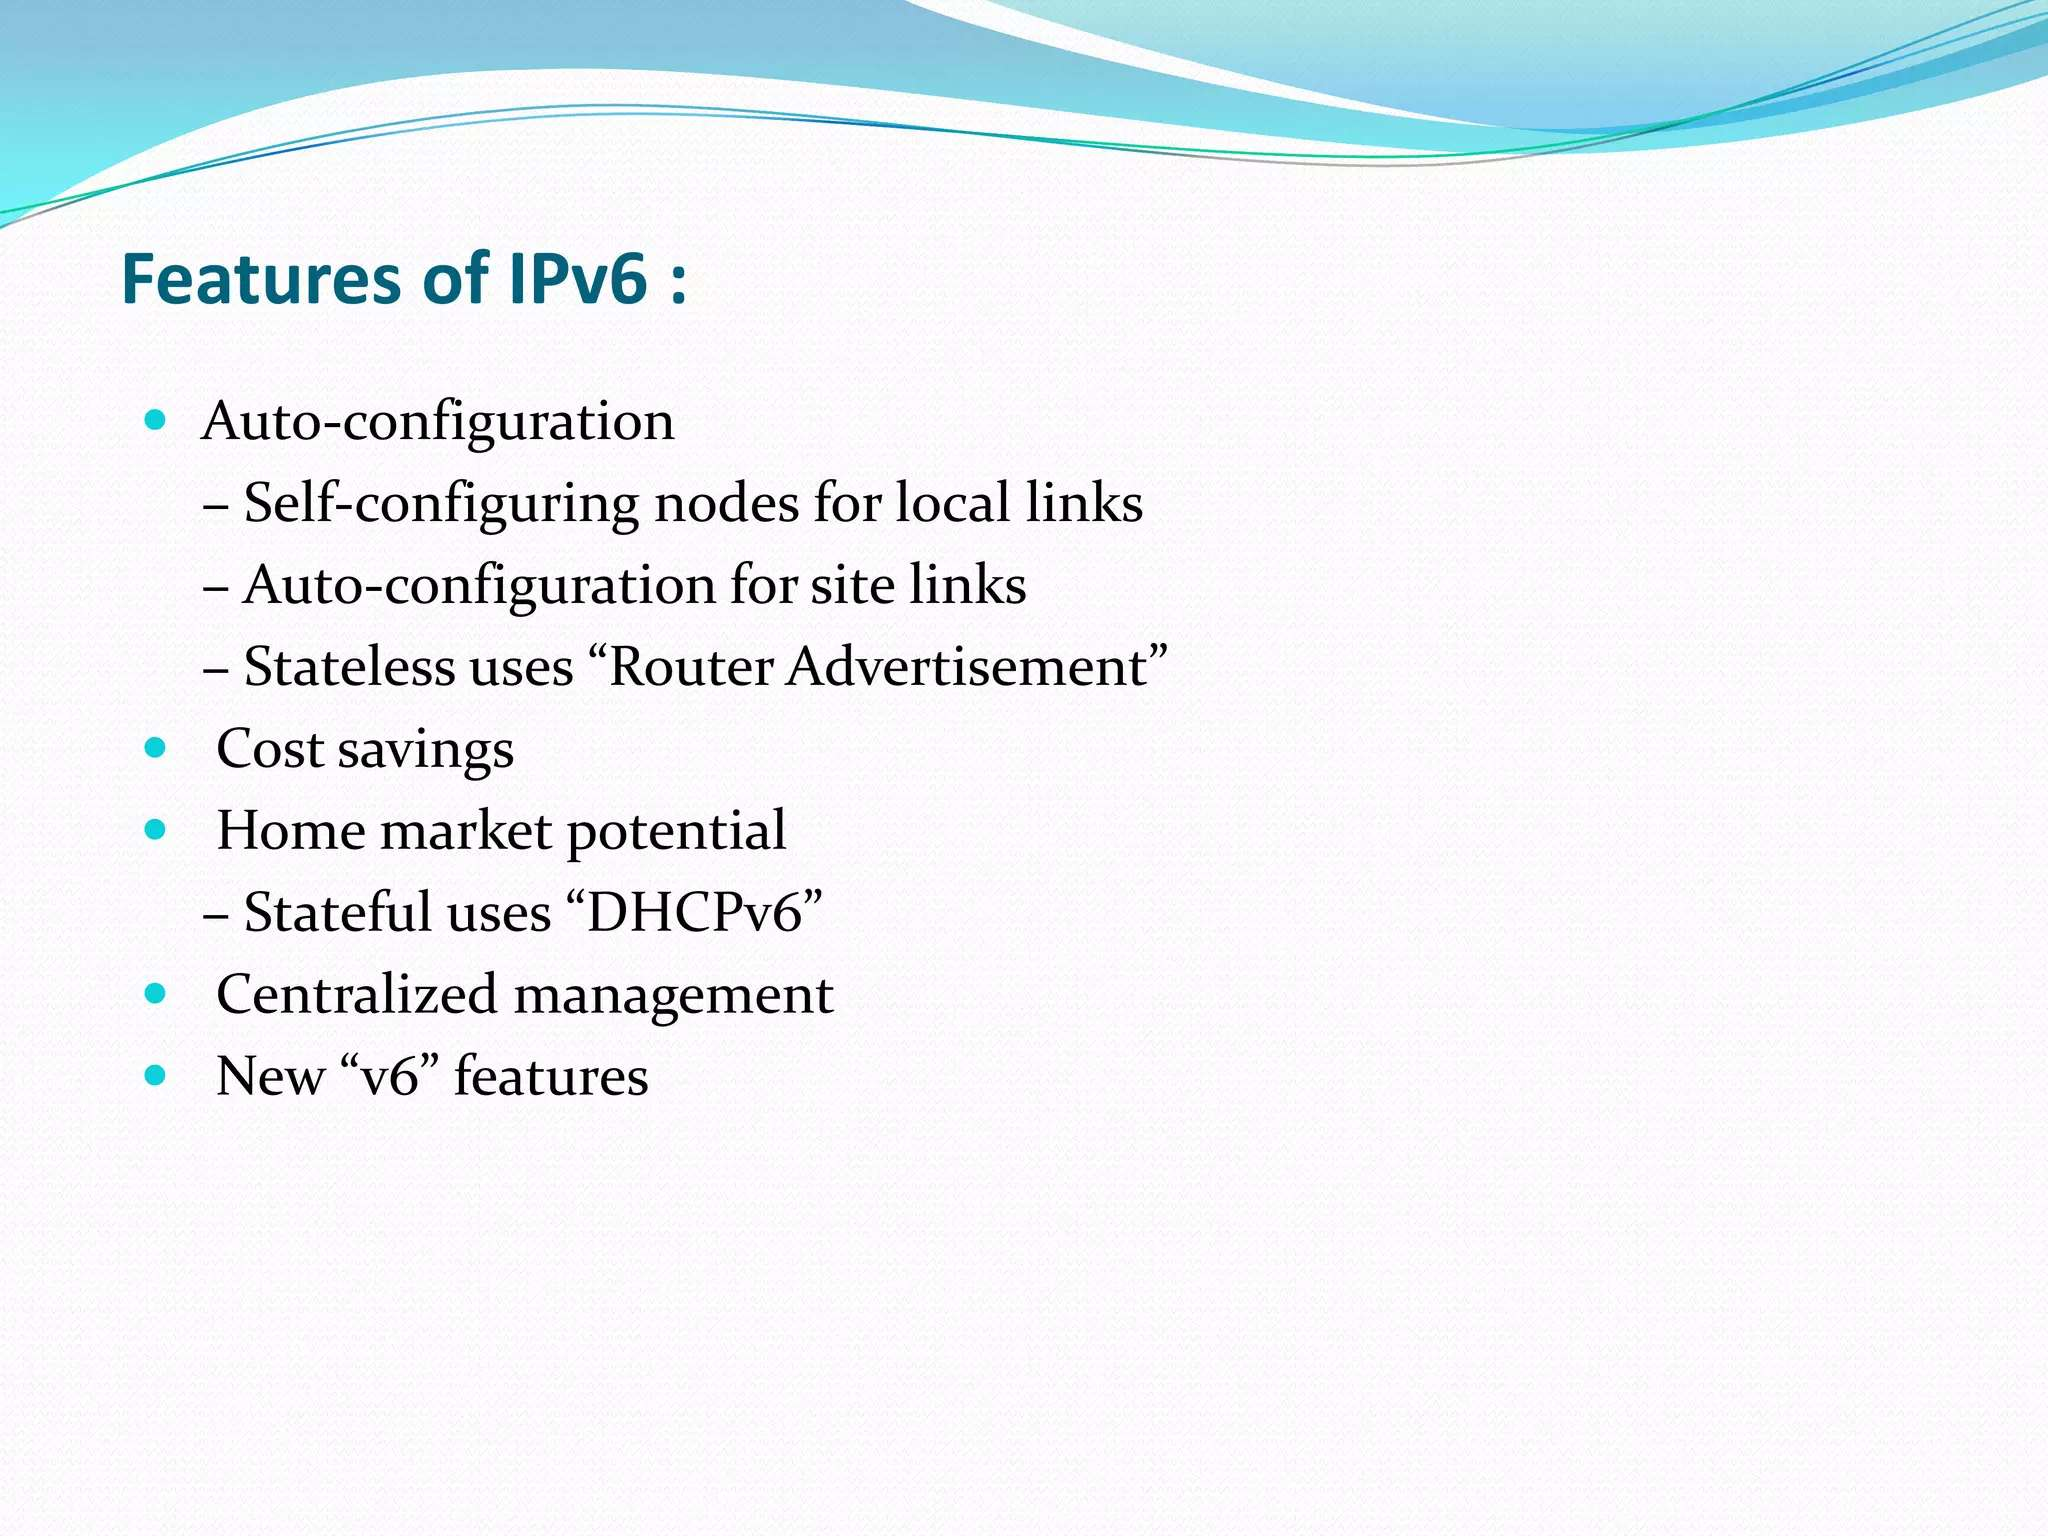 Features of IPv6 :
• Auto-configuration
– Self-configuring nodes for local links
– Auto-configuration for site links
– Stateless uses “Router Advertisement”
• Cost savings
• Home market potential
– Stateful uses “DHCPv6”
• Centralized management
• New “v6” features